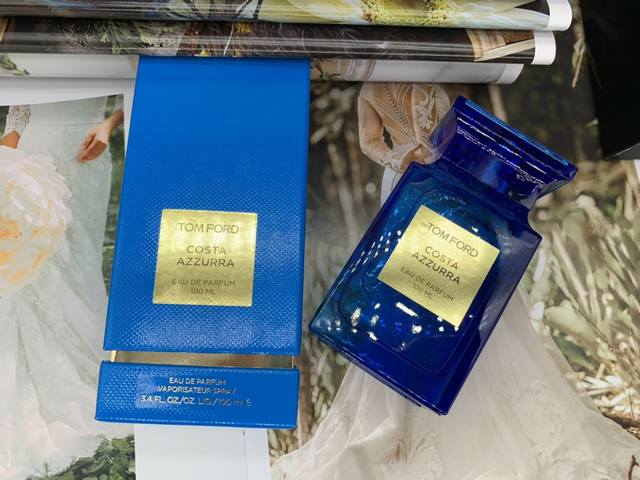 TOM FORD
COSTA
AZZURRA
EAU DE PARFUM
100 ML
EAU DE PARFUM
VAPORISATEUR SPRAY
3.4 FL. OZ/OZ. LIQ./100 ml ℮
TOM FORD
COSTA
AZZURRA
EAU DE PARFUM
100 ML